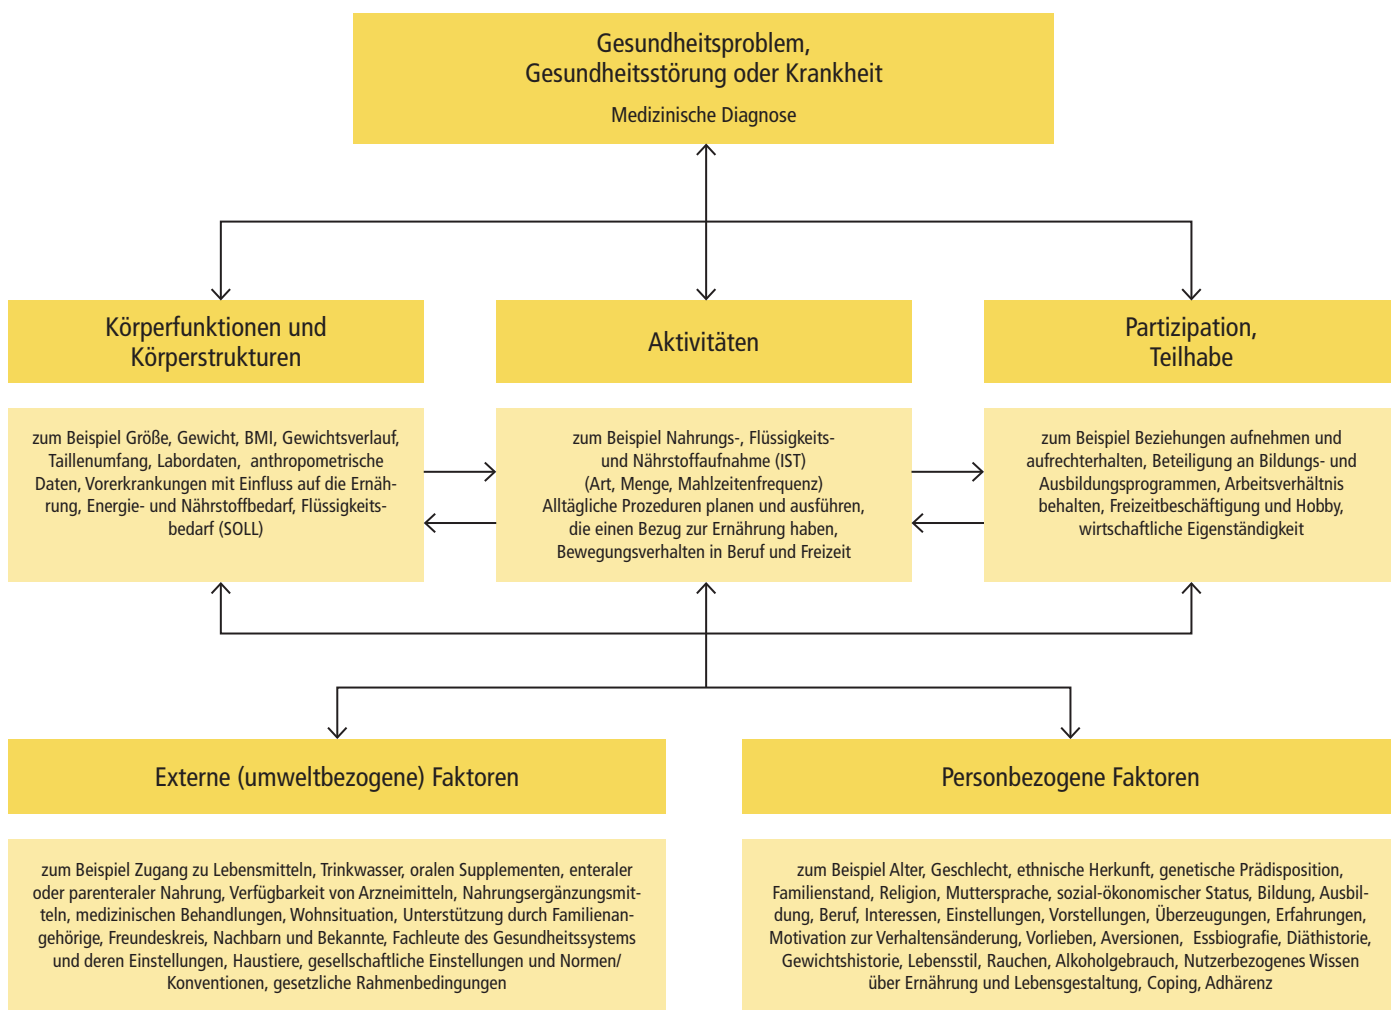 Gesundheitsproblem,
Gesundheitsstörung oder Krankheit
Medizinische Diagnose
Körperfunktionen und
Körperstrukturen
zum Beispiel Größe, Gewicht, BMI, Gewichtsverlauf,
Taillenumfang, Labordaten, anthropometrische
Daten, Vorerkrankungen mit Einfluss auf die Ernäh-
rung, Energie- und Nährstoffbedarf, Flüssigkeits-
bedarf (SOLL)
Aktivitäten
zum Beispiel Nahrungs-, Flüssigkeits-
und Nährstoffaufnahme (IST)
(Art, Menge, Mahlzeitenfrequenz)
Alltägliche Prozeduren planen und ausführen,
die einen Bezug zur Ernährung haben,
Bewegungsverhalten in Beruf und Freizeit
Partizipation,
Teilhabe
zum Beispiel Beziehungen aufnehmen und
aufrechterhalten, Beteiligung an Bildungs- und
Ausbildungsprogrammen, Arbeitsverhältnis
behalten, Freizeitbeschäftigung und Hobby,
wirtschaftliche Eigenständigkeit
Externe (umweltbezogene) Faktoren
zum Beispiel Zugang zu Lebensmitteln, Trinkwasser, oralen Supplementen, enteraler
oder parenteraler Nahrung, Verfügbarkeit von Arzneimitteln, Nahrungsergänzungsmit-
teln, medizinischen Behandlungen, Wohnsituation, Unterstützung durch Familienan-
gehörige, Freundeskreis, Nachbarn und Bekannte, Fachleute des Gesundheitssystems
und deren Einstellungen, Haustiere, gesellschaftliche Einstellungen und Normen/
Konventionen, gesetzliche Rahmenbedingungen
Personbezogene Faktoren
zum Beispiel Alter, Geschlecht, ethnische Herkunft, genetische Prädisposition,
Familienstand, Religion, Muttersprache, sozial-ökonomischer Status, Bildung, Ausbil-
dung, Beruf, Interessen, Einstellungen, Vorstellungen, Überzeugungen, Erfahrungen,
Motivation zur Verhaltensänderung, Vorlieben, Aversionen, Essbiografie, Diäthistorie,
Gewichtshistorie, Lebensstil, Rauchen, Alkoholgebrauch, Nutzerbezogenes Wissen
über Ernährung und Lebensgestaltung, Coping, Adhärenz